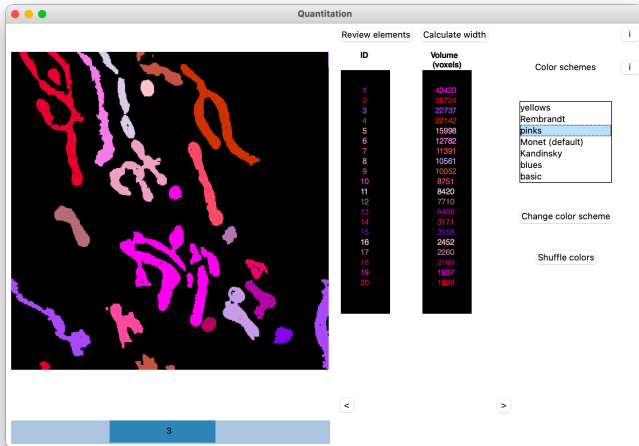 Quantitation
Review elements
Calculate width
i
ID
Volume
(voxels)
Color schemes
i
1 42423
2 25724
3 22737
4 22142
5 15998
6 12782
7 11391
8 10561
9 10052
10 8751
11 8420
12 7710
13 5468
14 3171
15 3158
16 2452
17 2260
18 2199
19 1937
20 1899
yellows
Rembrandt
pinks
Monet (default)
Kandinsky
blues
basic
Change color scheme
Shuffle colors
<
>
3